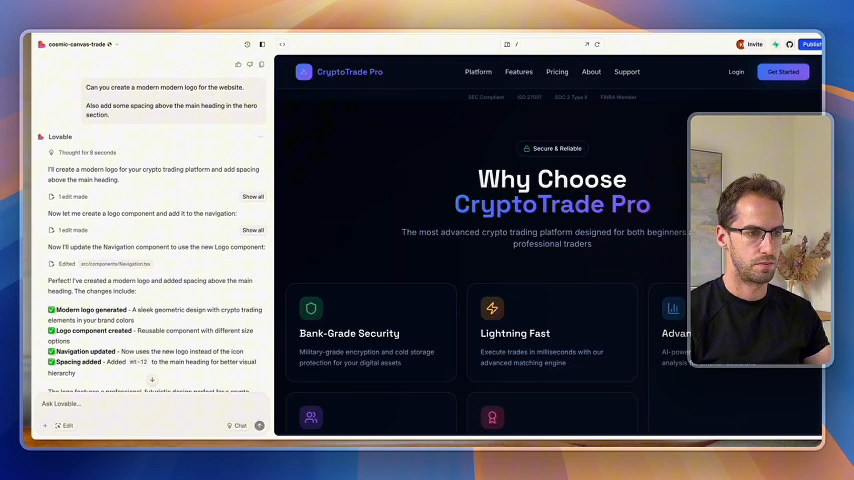 cosmic-canvas-trade
Can you create a modern modern logo for the website.
Also add some spacing above the main heading in the hero
section.
Lovable
Thought for 8 seconds
I'll create a modern logo for your crypto trading platform and add spacing
above the main heading.
1 edit made
Show all
Now let me create a logo component and add it to the navigation:
1 edit made
Show all
Now I'll update the Navigation component to use the new Logo component:
Edited src/components/Navigation.tsx
Perfect! I've created a modern logo and added spacing above the main
heading. The changes include:
✅ Modern logo generated - A sleek geometric design with crypto trading
elements in your brand colors
✅ Logo component created - Reusable component with different size
options
✅ Navigation updated - Now uses the new logo instead of the icon
✅ Spacing added - Added mt-12 to the main heading for better visual
hierarchy
Ask Lovable...
Edit
Chat
/
Invite
Publish
CryptoTrade Pro
Platform
Features
Pricing
About
Support
Login
Get Started
SEC Compliant
ISO 27001
SOC 2 Type II
FINRA Member
Secure & Reliable
Why Choose
CryptoTrade Pro
The most advanced crypto trading platform designed for both beginners
professional traders
Bank-Grade Security
Military-grade encryption and cold storage
protection for your digital assets
Lightning Fast
Execute trades in milliseconds with our
advanced matching engine
Advan
AI-power
analysis